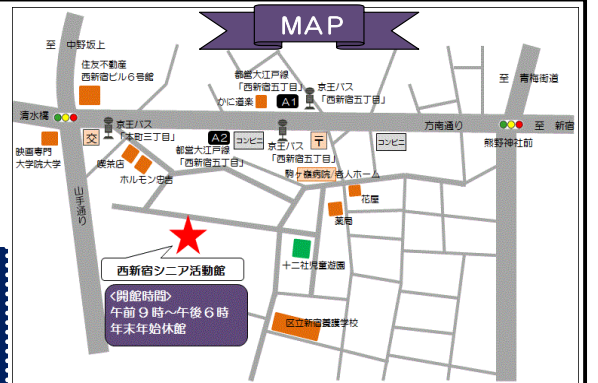 MAP
至 中野坂上
住友不動産
西新宿ビル６号館
都営大江戸線
「西新宿五丁目」
かに道楽
A1
京王バス
「西新宿五丁目」
至 青梅街道
清水橋
京王バス
「本町三丁目」
交
A2
コンビニ
〒
コンビニ
方南通り
至 新宿
熊野神社前
映画専門
大学院大学
喫茶店
ホルモン忠吉
都営大江戸線
「西新宿五丁目」
京王バス
「西新宿五丁目」
駒ヶ嶺病院/老人ホーム
花屋
薬局
山手通り
西新宿シニア活動館
十二社児童遊園
<開館時間>
午前９時～午後６時
年末年始休館
区立新宿養護学校